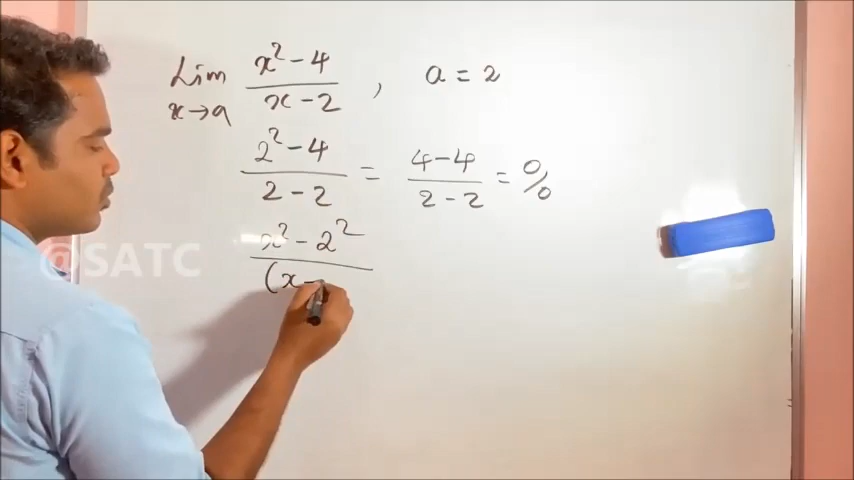 Lim x→a (x² - 4)/(x - 2) , a = 2
(2² - 4)/(2 - 2) = (4 - 4)/(2 - 2) = 0/0
(x² - 2²)/(x -
@SATC